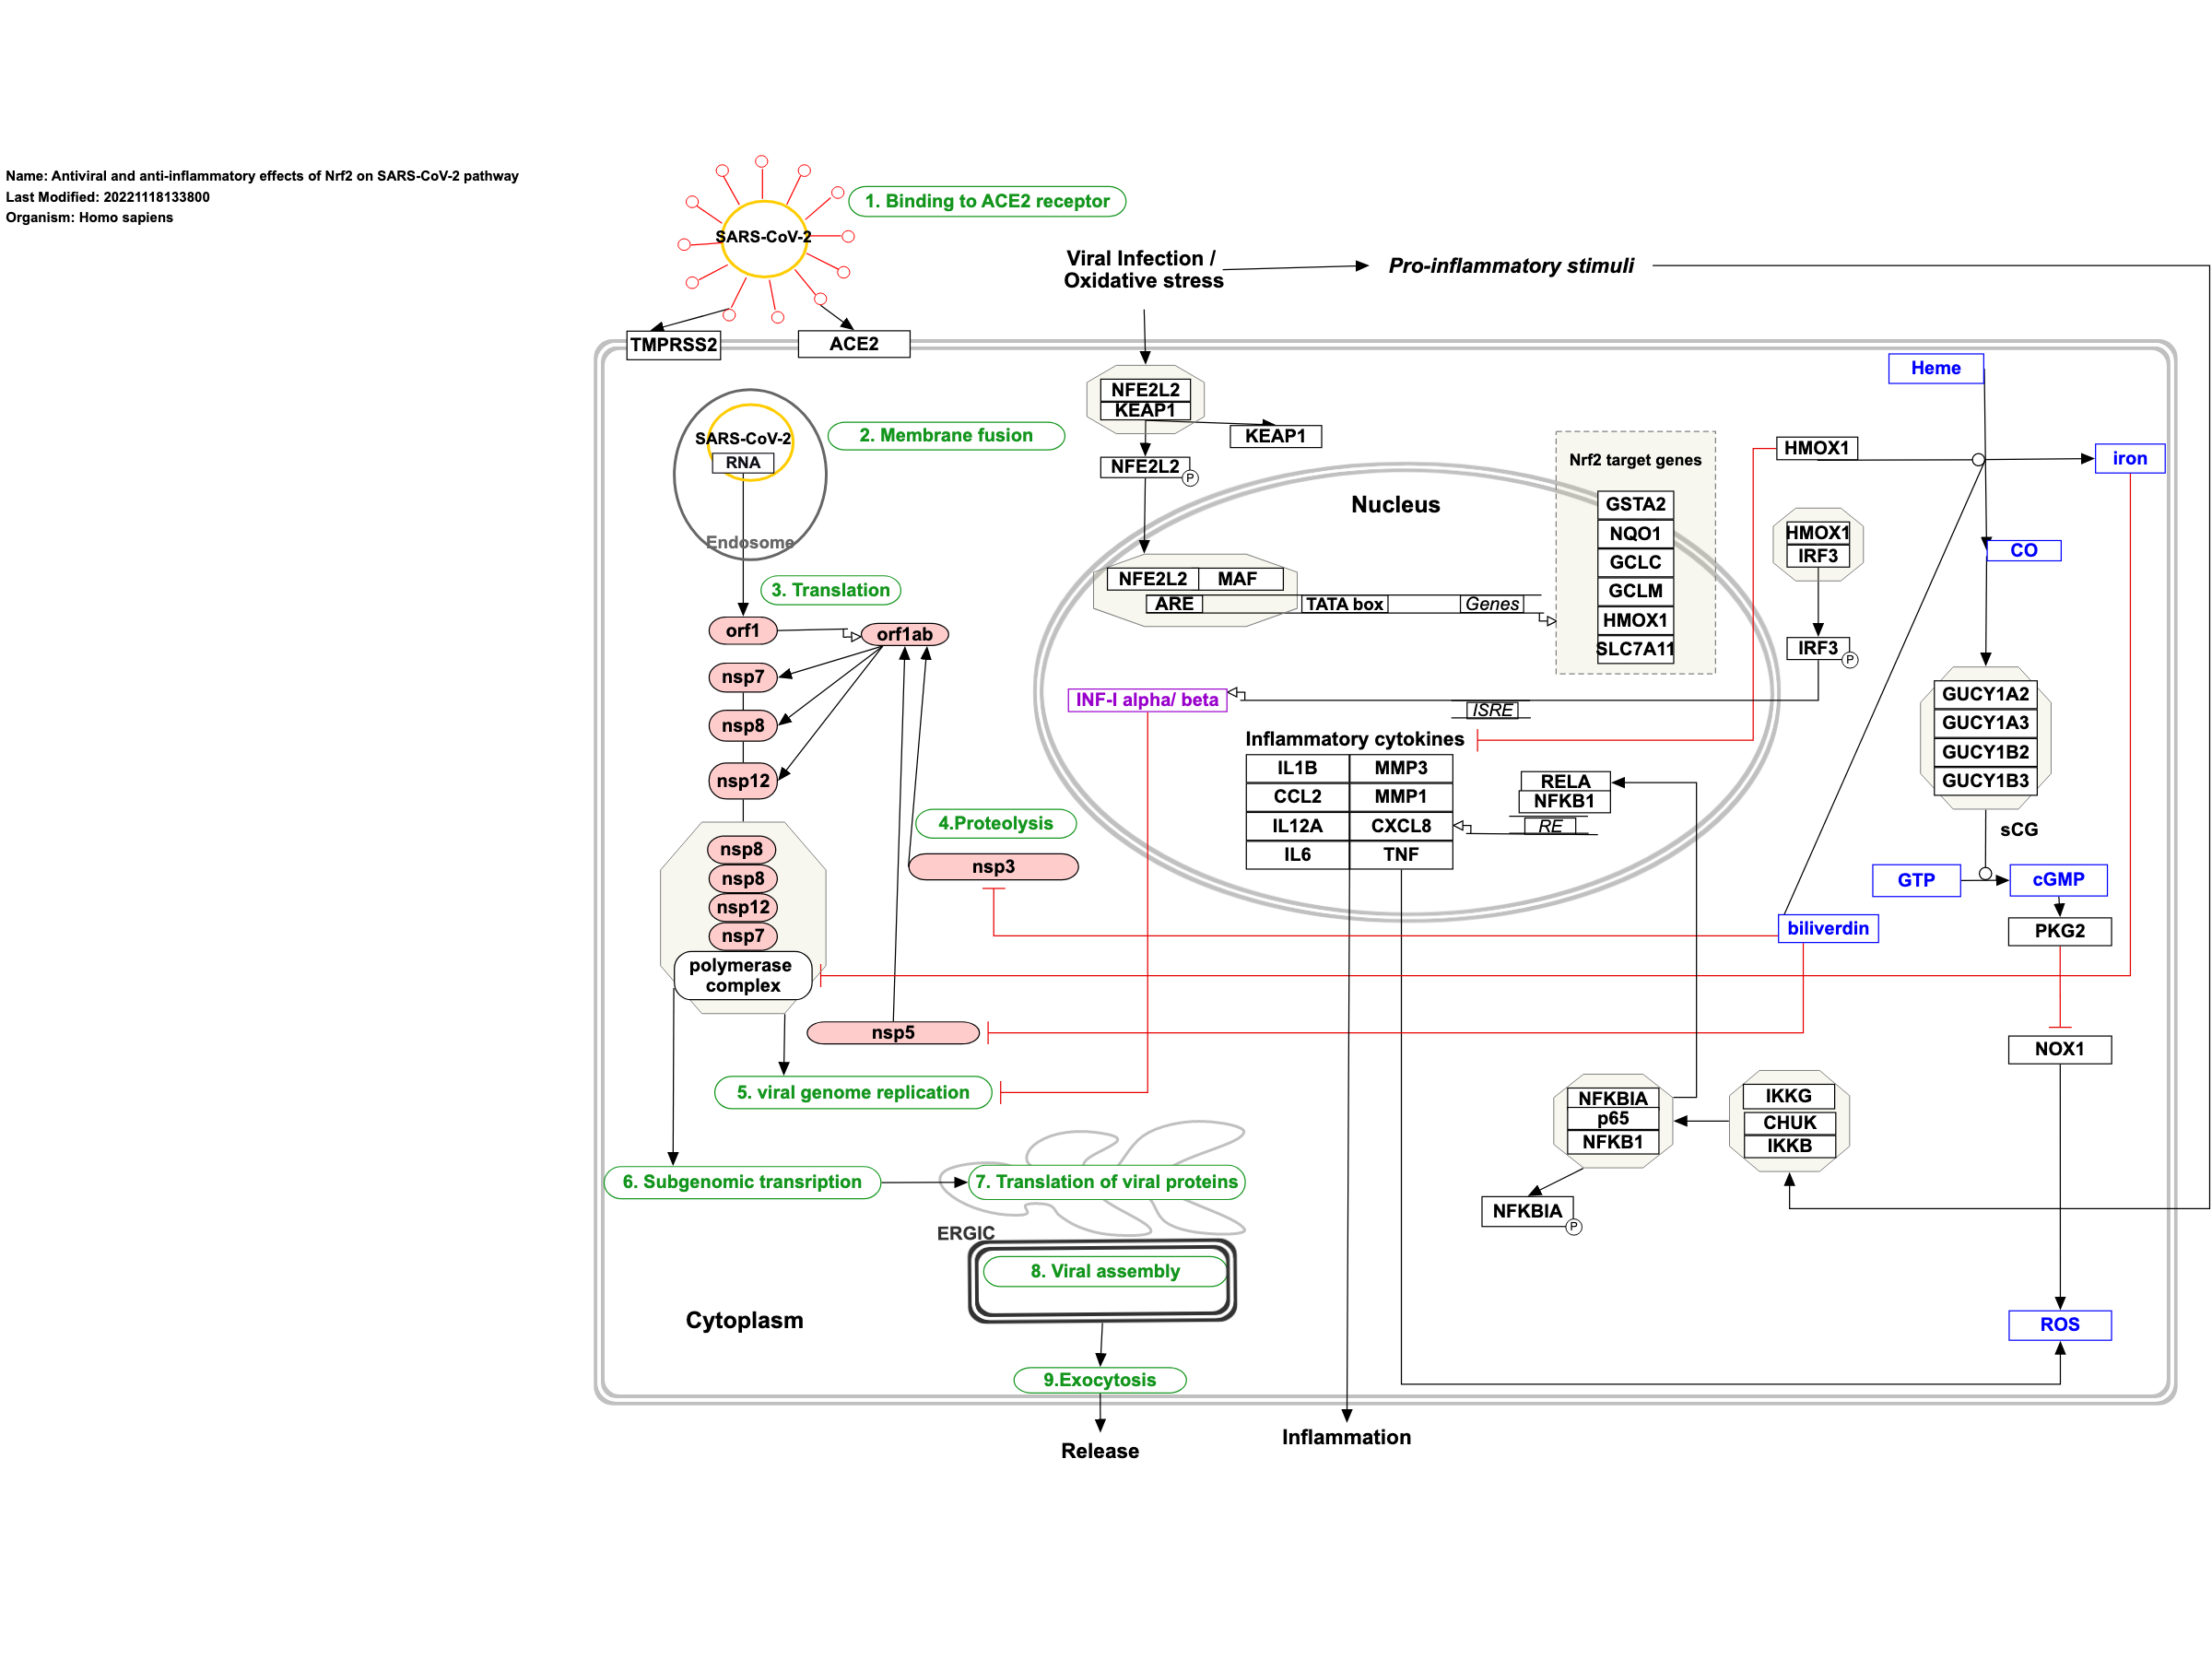 Name: Antiviral and anti-inflammatory effects of Nrf2 on SARS-CoV-2 pathway
Last Modified: 20221118133800
Organism: Homo sapiens
SARS-CoV-2
1. Binding to ACE2 receptor
Viral Infection /
Oxidative stress
Pro-inflammatory stimuli
TMPRSS2
ACE2
NFE2L2
KEAP1
KEAP1
NFE2L2
P
SARS-CoV-2
RNA
Endosome
2. Membrane fusion
3. Translation
orf1
orf1ab
nsp7
nsp8
nsp12
4.Proteolysis
nsp3
nsp8
nsp8
nsp12
nsp7
polymerase
complex
nsp5
5. viral genome replication
6. Subgenomic transription
7. Translation of viral proteins
ERGIC
8. Viral assembly
9.Exocytosis
Release
Cytoplasm
Nucleus
NFE2L2
MAF
ARE
TATA box
Genes
Nrf2 target genes
GSTA2
NQO1
GCLC
GCLM
HMOX1
SLC7A11
INF-I alpha/ beta
ISRE
Inflammatory cytokines
IL1B
MMP3
CCL2
MMP1
IL12A
CXCL8
IL6
TNF
RELA
NFKB1
RE
Heme
HMOX1
iron
HMOX1
IRF3
CO
IRF3
P
GUCY1A2
GUCY1A3
GUCY1B2
GUCY1B3
sCG
GTP
cGMP
biliverdin
PKG2
NOX1
NFKBIA
p65
NFKB1
IKKG
CHUK
IKKB
NFKBIA
P
ROS
Inflammation